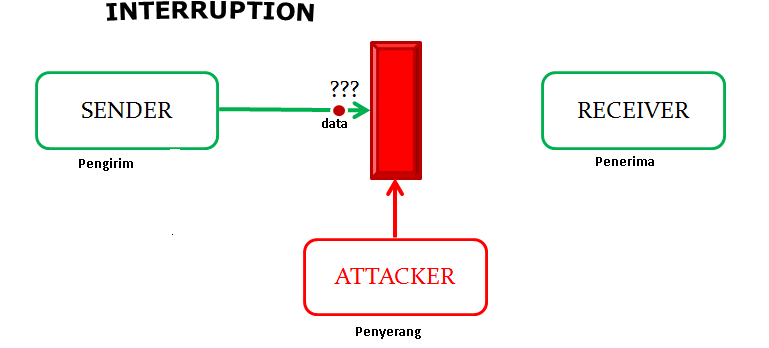 INTERRUPTION
???
SENDER
RECEIVER
data
Pengirim
Penerima
ATTACKER
Penyerang